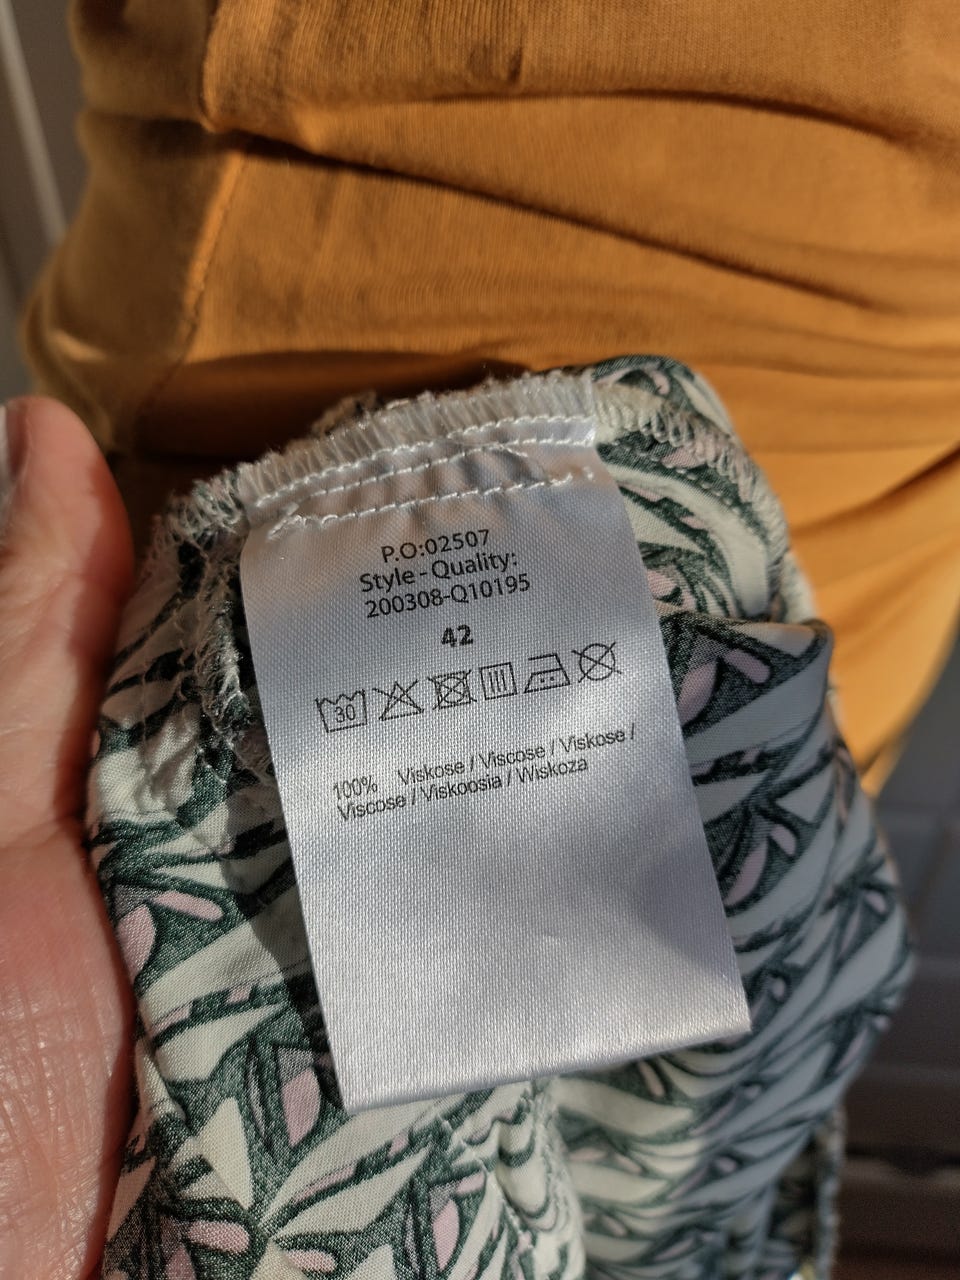 P.O:02507
Style - Quality:
200308-Q10195
42
30
100% Viskose / Viscose / Viskose /
Viscose / Viskoosia / Wiskoza